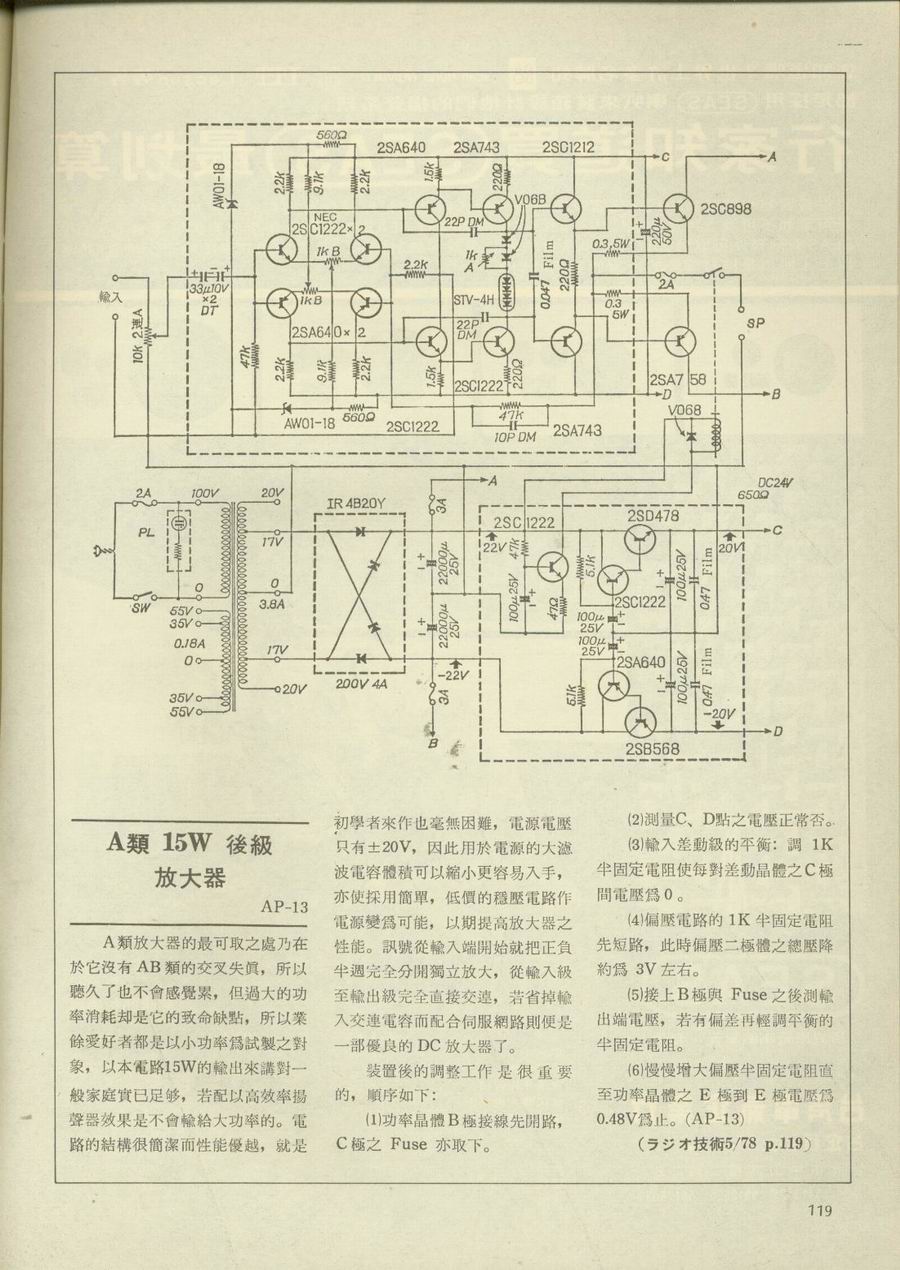 560Ω
2SA640
2SA743
2SC1212
C
A
AW01-18
2.2k
9.1k
2.2k
1.5k
220Ω
V06B
2SC898
NEC
2SC1222×2
22P DM
220μ
50V
1kB
1k
A
Film
0.047
220Ω
0.3,5W
2.2k
2A
輸入
33μ10V
×2
DT
1kB
STV-4H
0.3
5W
SP
10k 2連A
2SA640×2
22P
DM
47k
2.2k
9.1k
2.2k
1.5k
2SC1222
220Ω
2SA758
D
B
AW01-18
560Ω
2SC1222
47k
10P DM
2SA743
V06B
A
DC24V
650Ω
2A
100V
20V
IR4B20Y
3A
2SC1222
2SD478
C
PL
17V
22V
47k
5.1k
20V
22000μ
25V
100μ25V
0.47 Film
SW
0
0
3.8A
100μ25V
47Ω
2SC1222
55V
35V
22000μ
25V
100μ
25V
100μ
25V
0.18A
0
17V
2SA640
-22V
100μ25V
0.47 Film
35V
55V
20V
200V 4A
3A
5.1k
-20V
B
2SB568
D
A類 15W 後級
放大器
AP-13
A類放大器的最可取之處乃在
於它沒有AB類的交叉失眞，所以
聽久了也不會感覺累，但過大的功
率消耗却是它的致命缺點，所以業
餘愛好者都是以小功率爲試製之對
象，以本電路15W的輸出來講對一
般家庭實已足够，若配以高效率揚
聲器效果是不會輸給大功率的。電
路的結構很簡潔而性能優越，就是
初學者來作也毫無困難，電源電壓
只有±20V，因此用於電源的大濾
波電容體積可以縮小更容易入手，
亦使採用簡單，低價的穩壓電路作
電源變爲可能，以期提高放大器之
性能。訊號從輸入端開始就把正負
半週完全分開獨立放大，從輸入級
至輸出級完全直接交連，若省掉輸
入交連電容而配合伺服網路則便是
一部優良的DC放大器了。
裝置後的調整工作是很重要
的，順序如下：
(1)功率晶體B極接線先開路，
C極之 Fuse 亦取下。
(2)測量C、D點之電壓正常否。
(3)輸入差動級的平衡：調 1K
半固定電阻使每對差動晶體之C極
間電壓爲0。
(4)偏壓電路的 1K 半固定電阻
先短路，此時偏壓二極體之總壓降
約爲 3V左右。
(5)接上B極與 Fuse 之後測輸
出端電壓，若有偏差再輕調平衡的
半固定電阻。
(6)慢慢增大偏壓半固定電阻直
至功率晶體之 E 極到 E 極電壓爲
0.48V爲止。(AP-13)
(ラジオ技術5/78 p.119)
119